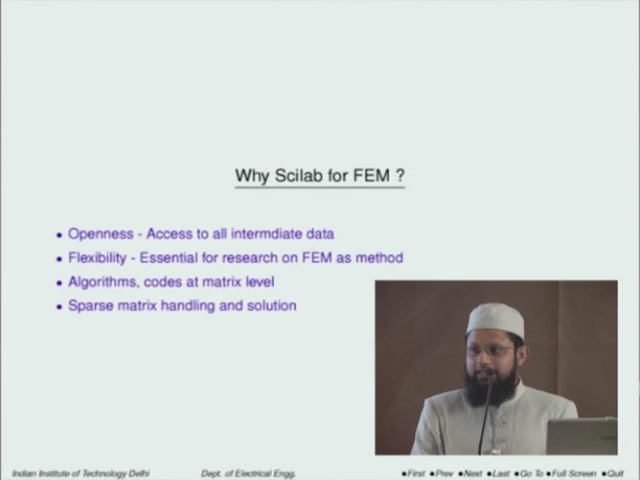 Why Scilab for FEM ?
• Openness - Access to all intermdiate data
• Flexibility - Essential for research on FEM as method
• Algorithms, codes at matrix level
• Sparse matrix handling and solution
Indian Institute of Technology Delhi Dept. of Electrical Engg. •First •Prev •Next •Last •Go To •Full Screen •Quit